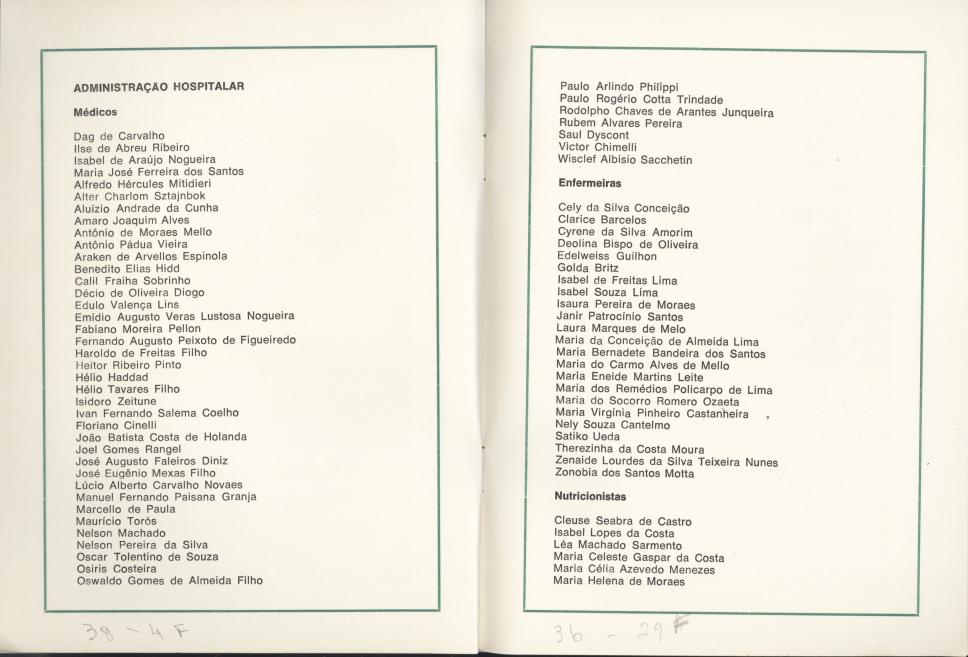 ADMINISTRAÇÃO HOSPITALAR
Médicos
Dag de Carvalho
Ilse de Abreu Ribeiro
Isabel de Araújo Nogueira
Maria José Ferreira dos Santos
Alfredo Hércules Mitidieri
Alter Charlom Sztajnbok
Aluízio Andrade da Cunha
Amaro Joaquim Alves
Antônio de Moraes Mello
Antônio Pádua Vieira
Araken de Arvellos Espinola
Benedito Elias Hidd
Calil Fraiha Sobrinho
Décio de Oliveira Diogo
Edulo Valença Lins
Emídio Augusto Veras Lustosa Nogueira
Fabiano Moreira Pellon
Fernando Augusto Peixoto de Figueiredo
Haroldo de Freitas Filho
Heitor Ribeiro Pinto
Hélio Haddad
Hélio Tavares Filho
Isidoro Zeitune
Ivan Fernando Salema Coelho
Floriano Cinelli
João Batista Costa de Holanda
Joel Gomes Rangel
José Augusto Faleiros Diniz
José Eugênio Mexas Filho
Lúcio Alberto Carvalho Novaes
Manuel Fernando Paisana Granja
Marcello de Paula
Maurício Torós
Nelson Machado
Nelson Pereira da Silva
Oscar Tolentino de Souza
Osiris Costeira
Oswaldo Gomes de Almeida Filho
38 - 4 F
Paulo Arlindo Philippi
Paulo Rogério Cotta Trindade
Rodolpho Chaves de Arantes Junqueira
Rubem Alvares Pereira
Saul Dyscont
Victor Chimelli
Wisclef Albisio Sacchetin
Enfermeiras
Cely da Silva Conceição
Clarice Barcelos
Cyrene da Silva Amorim
Deolina Bispo de Oliveira
Edelweiss Guilhon
Golda Britz
Isabel de Freitas Lima
Isabel Souza Lima
Isaura Pereira de Moraes
Janir Patrocínio Santos
Laura Marques de Melo
Maria da Conceição de Almeida Lima
Maria Bernadete Bandeira dos Santos
Maria do Carmo Alves de Mello
Maria Eneide Martins Leite
Maria dos Remédios Policarpo de Lima
Maria do Socorro Romero Ozaeta
Maria Virgínia Pinheiro Castanheira
Nely Souza Cantelmo
Satiko Ueda
Therezinha da Costa Moura
Zenaide Lourdes da Silva Teixeira Nunes
Zonobia dos Santos Motta
Nutricionistas
Cleuse Seabra de Castro
Isabel Lopes da Costa
Léa Machado Sarmento
Maria Celeste Gaspar da Costa
Maria Célia Azevedo Menezes
Maria Helena de Moraes
36 - 29 F